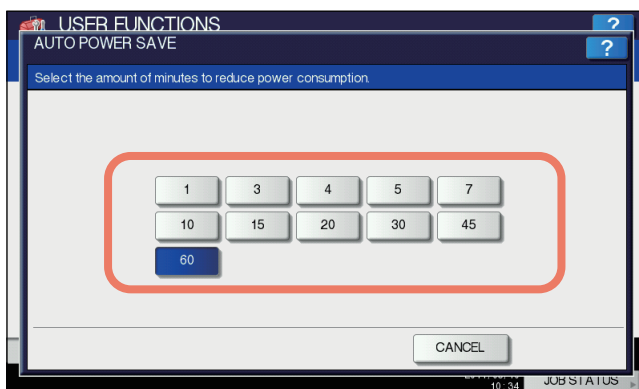 USER FUNCTIONS
?
AUTO POWER SAVE
?
Select the amount of minutes to reduce power consumption.
1 3 4 5 7
10 15 20 30 45
60
CANCEL
10 : 34 JOB STATUS